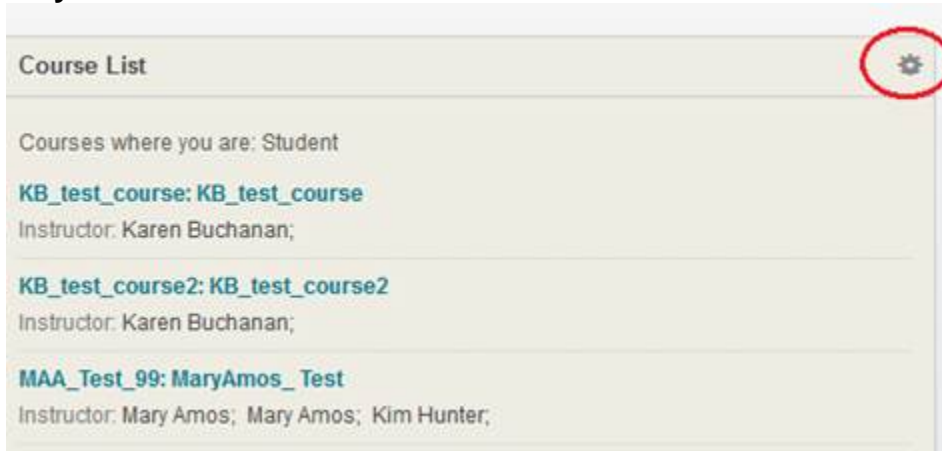 Course List
Courses where you are: Student
KB_test_course: KB_test_course
Instructor: Karen Buchanan;
KB_test_course2: KB_test_course2
Instructor: Karen Buchanan;
MAA_Test_99: MaryAmos_ Test
Instructor: Mary Amos; Mary Amos; Kim Hunter;